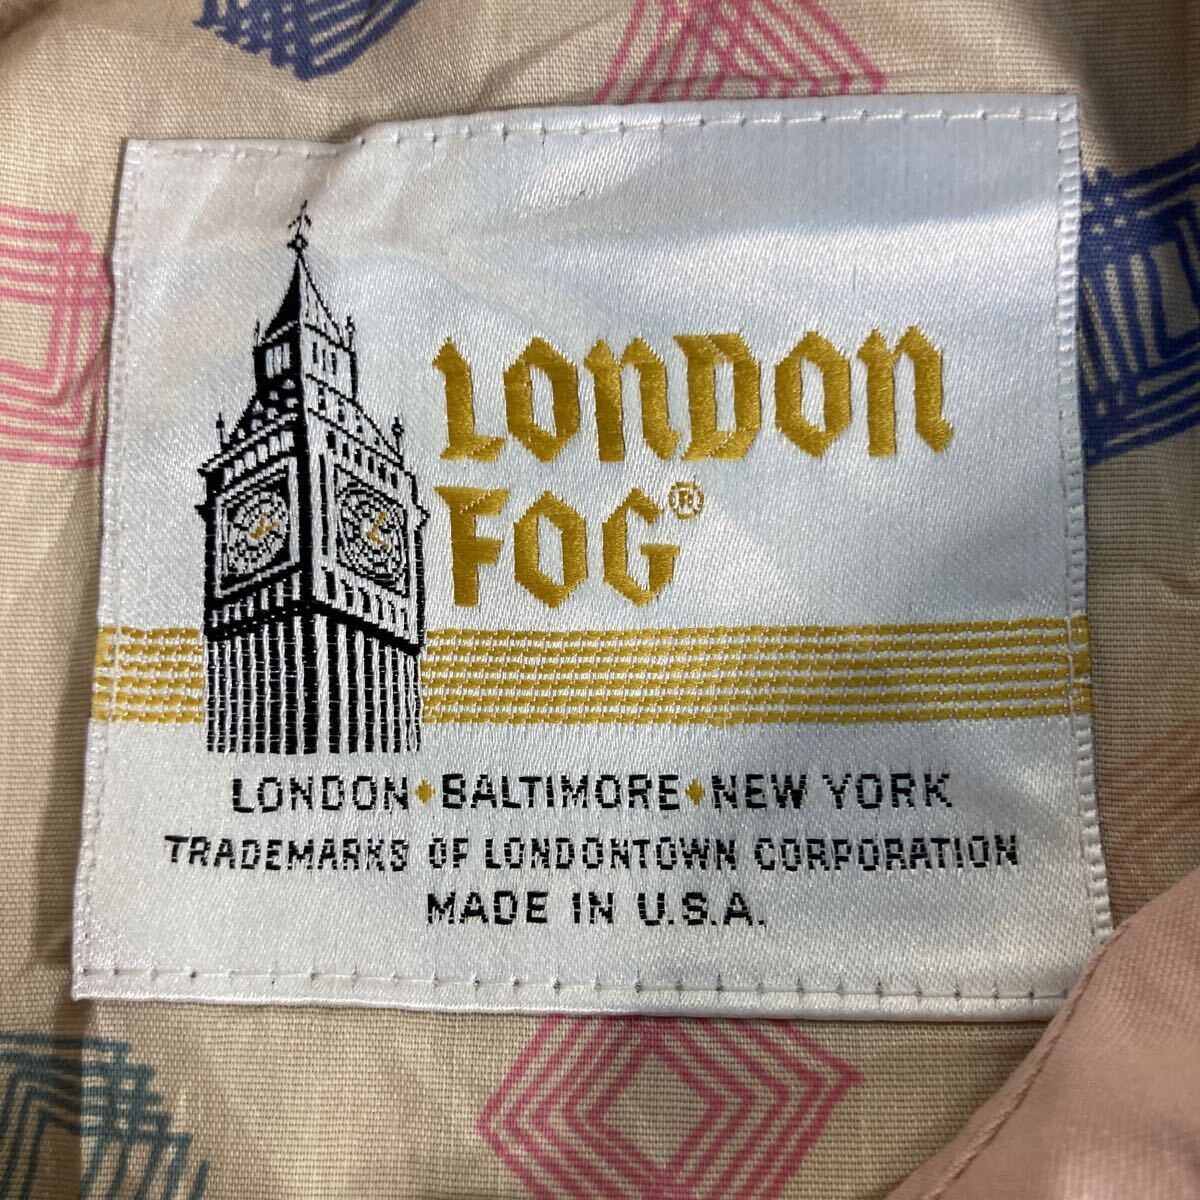 LONDON
FOG®
LONDON♦BALTIMORE♦NEW YORK
TRADEMARKS OF LONDONTOWN CORPORATION
MADE IN U.S.A.